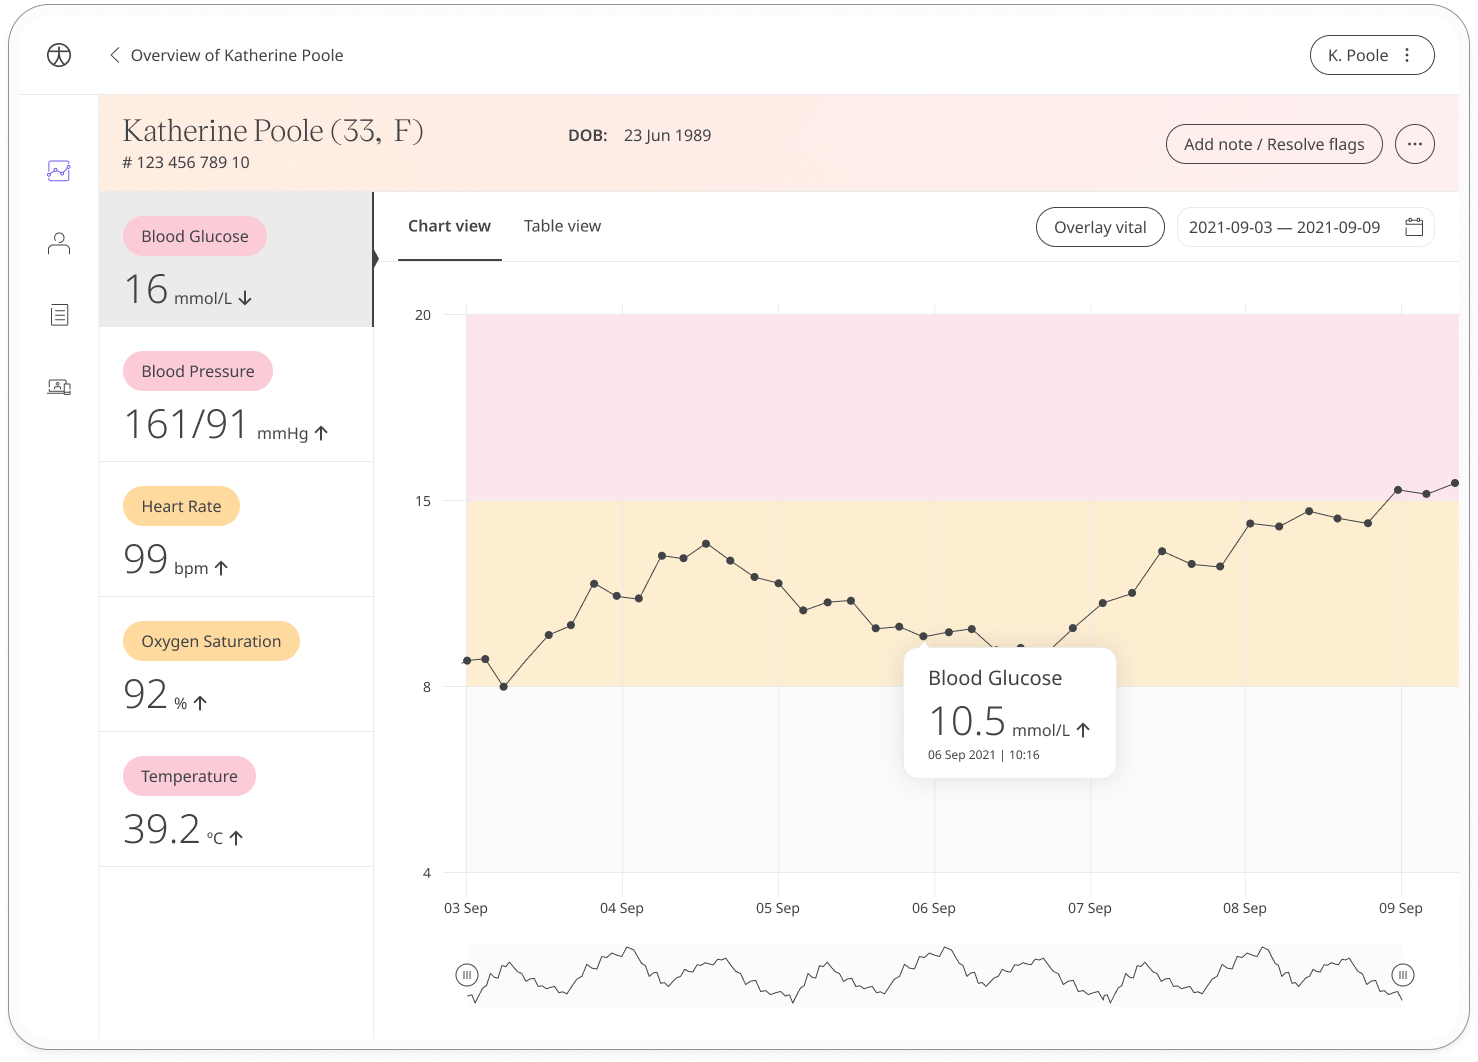 Overview of Katherine Poole
K. Poole
Katherine Poole (33, F)
# 123 456 789 10
DOB: 23 Jun 1989
Add note / Resolve flags
Blood Glucose
16 mmol/L
Blood Pressure
161/91 mmHg
Heart Rate
99 bpm
Oxygen Saturation
92 %
Temperature
39.2 ºC
Chart view
Table view
Overlay vital
2021-09-03 — 2021-09-09
20
15
8
4
Blood Glucose
10.5 mmol/L
06 Sep 2021 | 10:16
03 Sep
04 Sep
05 Sep
06 Sep
07 Sep
08 Sep
09 Sep